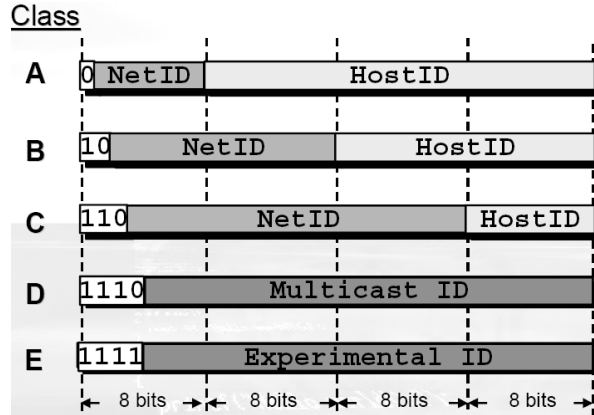 Class
A 0 NetID HostID
B 10 NetID HostID
C 110 NetID HostID
D 1110 Multicast ID
E 1111 Experimental ID
8 bits 8 bits 8 bits 8 bits